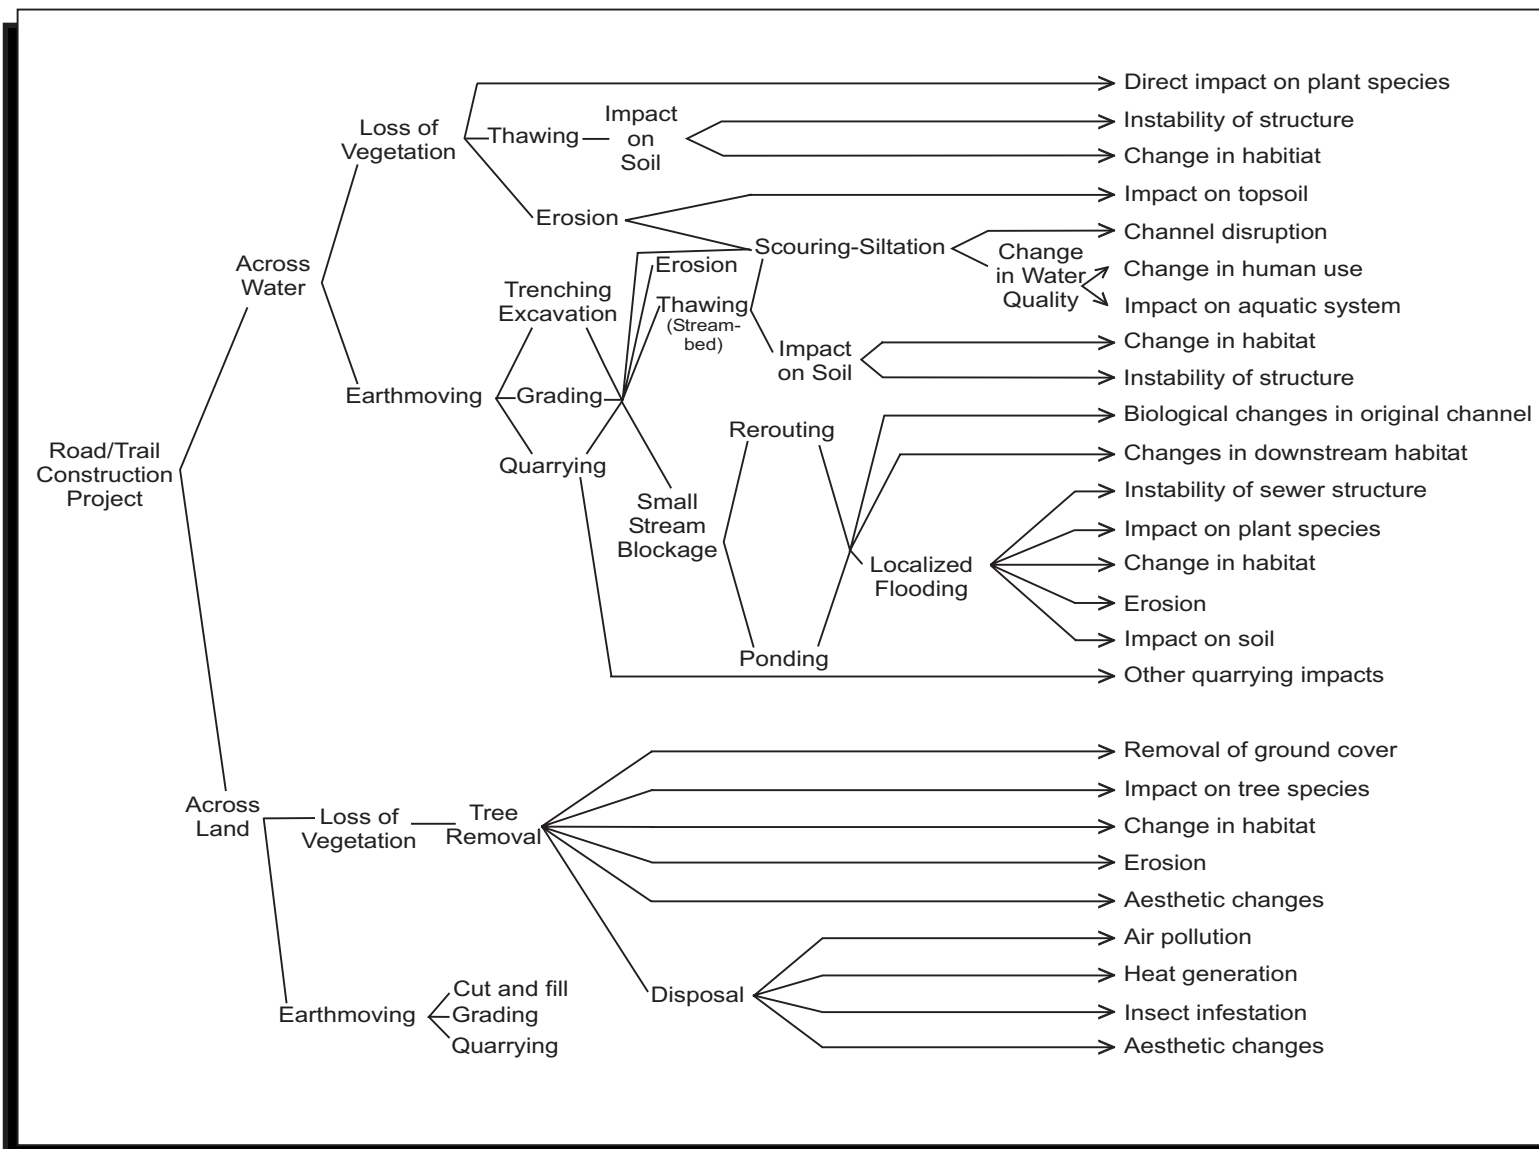 Direct impact on plant species
Loss of
Vegetation
Thawing
Impact
on
Soil
Instability of structure
Change in habitiat
Erosion
Impact on topsoil
Across
Water
Scouring-Siltation
Channel disruption
Change
in Water
Quality
Change in human use
Impact on aquatic system
Trenching
Excavation
Erosion
Thawing
(Stream-
bed)
Impact
on Soil
Change in habitat
Instability of structure
Earthmoving
Grading
Quarrying
Rerouting
Biological changes in original channel
Changes in downstream habitat
Road/Trail
Construction
Project
Small
Stream
Blockage
Localized
Flooding
Instability of sewer structure
Impact on plant species
Change in habitat
Erosion
Impact on soil
Ponding
Other quarrying impacts
Across
Land
Loss of
Vegetation
Tree
Removal
Removal of ground cover
Impact on tree species
Change in habitat
Erosion
Aesthetic changes
Disposal
Air pollution
Heat generation
Insect infestation
Aesthetic changes
Earthmoving
Cut and fill
Grading
Quarrying